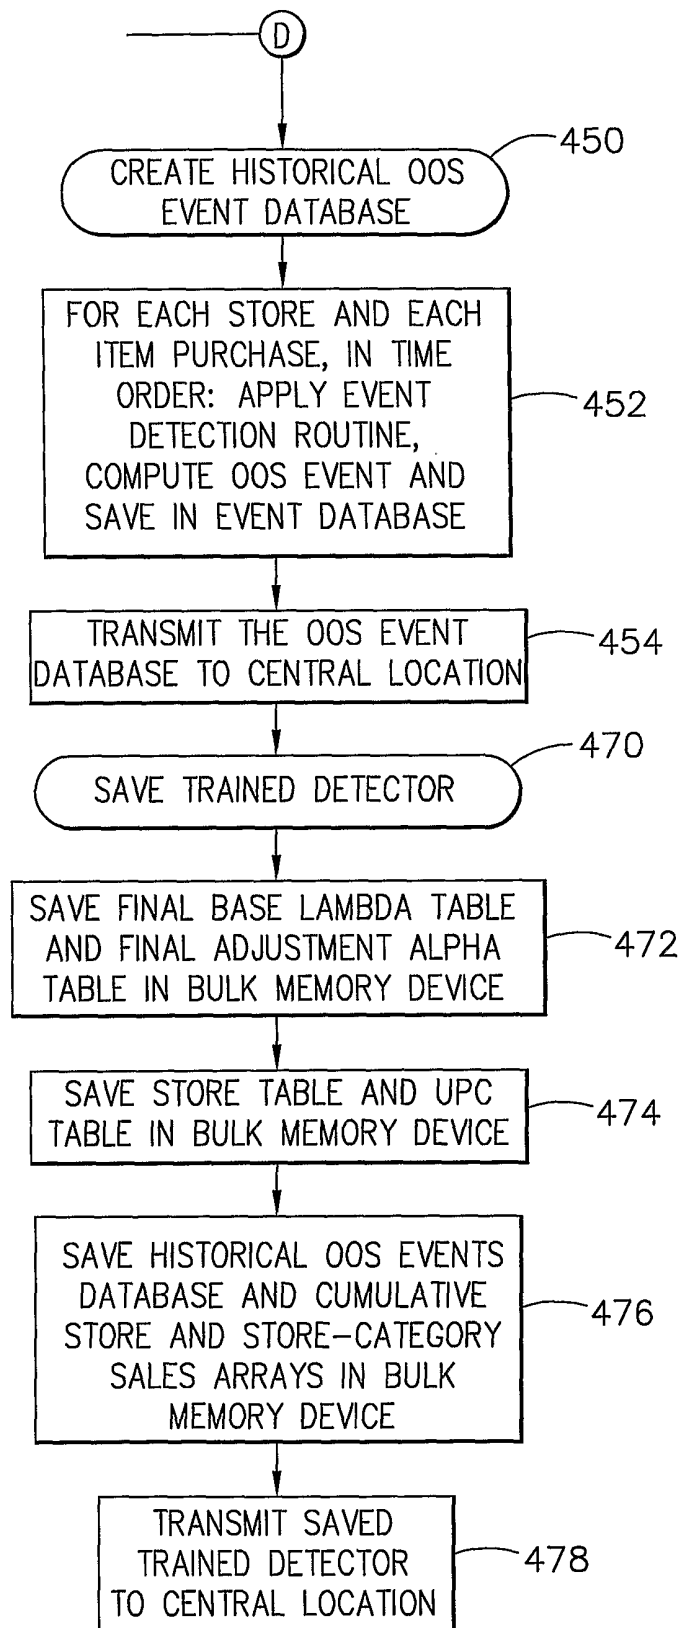 D
450
CREATE HISTORICAL OOS
EVENT DATABASE
FOR EACH STORE AND EACH
ITEM PURCHASE, IN TIME
ORDER: APPLY EVENT
DETECTION ROUTINE,
COMPUTE OOS EVENT AND
SAVE IN EVENT DATABASE
452
TRANSMIT THE OOS EVENT
DATABASE TO CENTRAL LOCATION
454
470
SAVE TRAINED DETECTOR
SAVE FINAL BASE LAMBDA TABLE
AND FINAL ADJUSTMENT ALPHA
TABLE IN BULK MEMORY DEVICE
472
SAVE STORE TABLE AND UPC
TABLE IN BULK MEMORY DEVICE
474
SAVE HISTORICAL OOS EVENTS
DATABASE AND CUMULATIVE
STORE AND STORE-CATEGORY
SALES ARRAYS IN BULK
MEMORY DEVICE
476
TRANSMIT SAVED
TRAINED DETECTOR
TO CENTRAL LOCATION
478